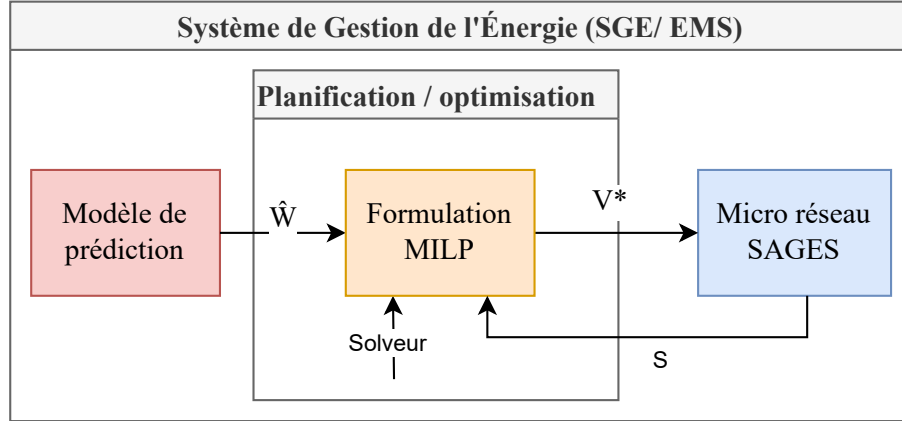 Système de Gestion de l'Énergie (SGE/ EMS)
Planification / optimisation
Modèle de
prédiction
Ŵ
Formulation
MILP
V*
Micro réseau
SAGES
Solveur
S